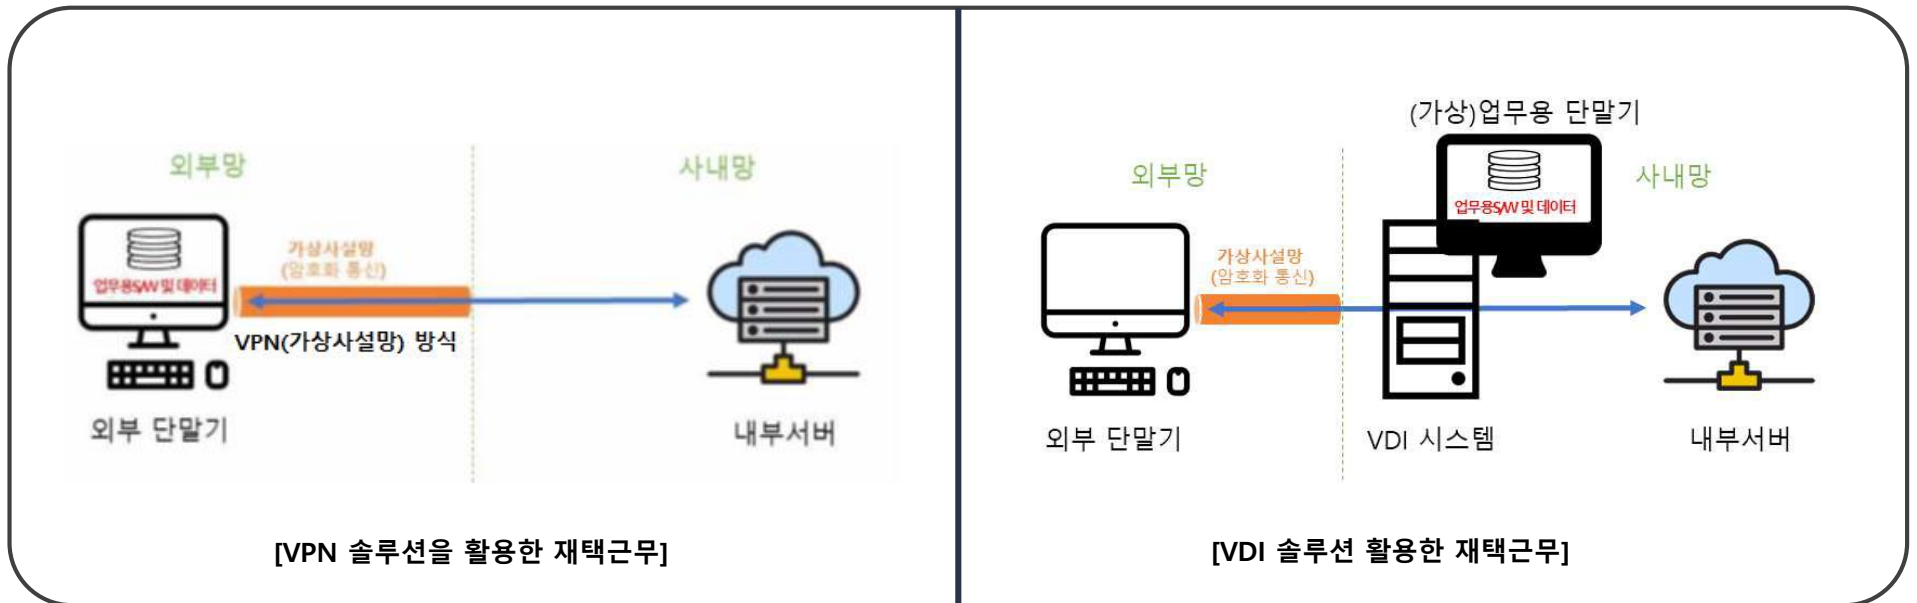 외부망
사내망
가상사설망
(암호화 통신)
업무용S/W 및 데이터
VPN(가상사설망) 방식
외부 단말기
내부서버
[VPN 솔루션을 활용한 재택근무]
(가상)업무용 단말기
외부망
사내망
업무용S/W 및 데이터
가상사설망
(암호화 통신)
외부 단말기
VDI 시스템
내부서버
[VDI 솔루션 활용한 재택근무]